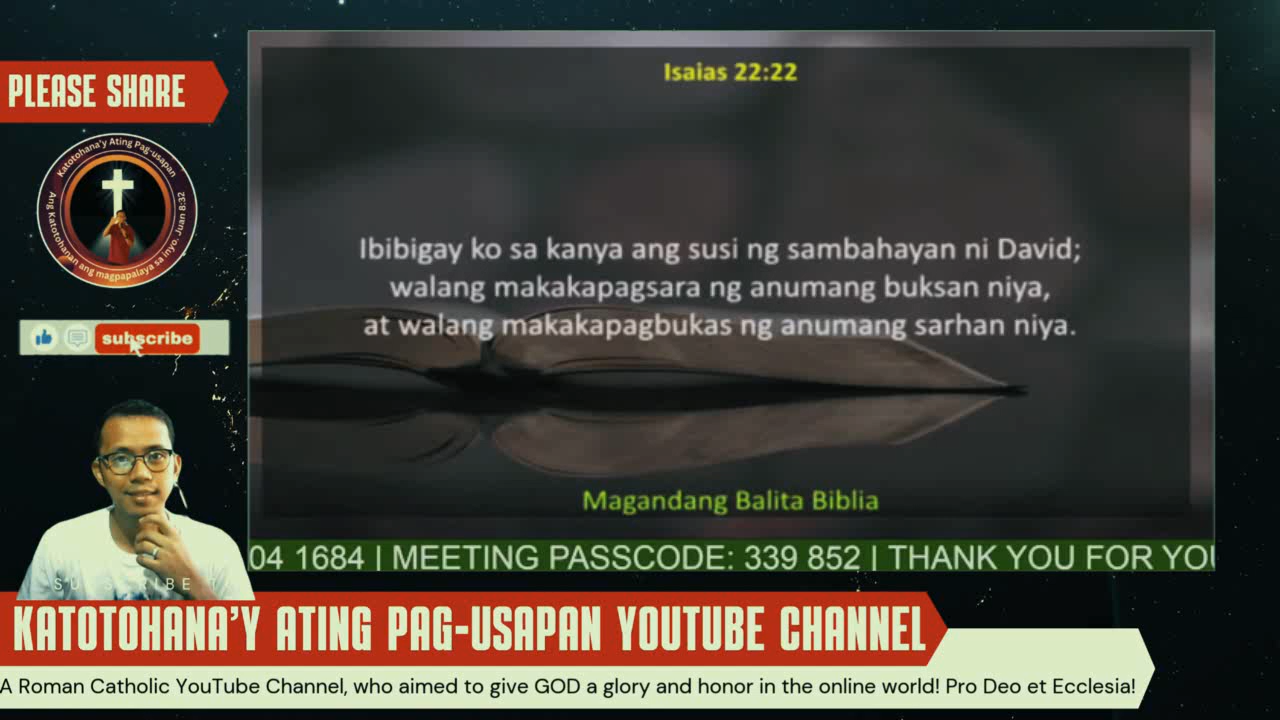 PLEASE SHARE
Katotohana'y Ating Pag-usapan
Ang Katotohanan ang magpapalaya sa inyo. Juan 8:32
subscribe
Isaias 22:22
Ibibigay ko sa kanya ang susi ng sambahayan ni David;
walang makakapagsara ng anumang buksan niya,
at walang makakapagbukas ng anumang sarhan niya.
Magandang Balita Biblia
04 1684 | MEETING PASSCODE: 339 852 | THANK YOU FOR
SUBSCRIBE
KATOTOHANA'Y ATING PAG-USAPAN YOUTUBE CHANNEL
A Roman Catholic YouTube Channel, who aimed to give GOD a glory and honor in the online world! Pro Deo et Ecclesia!